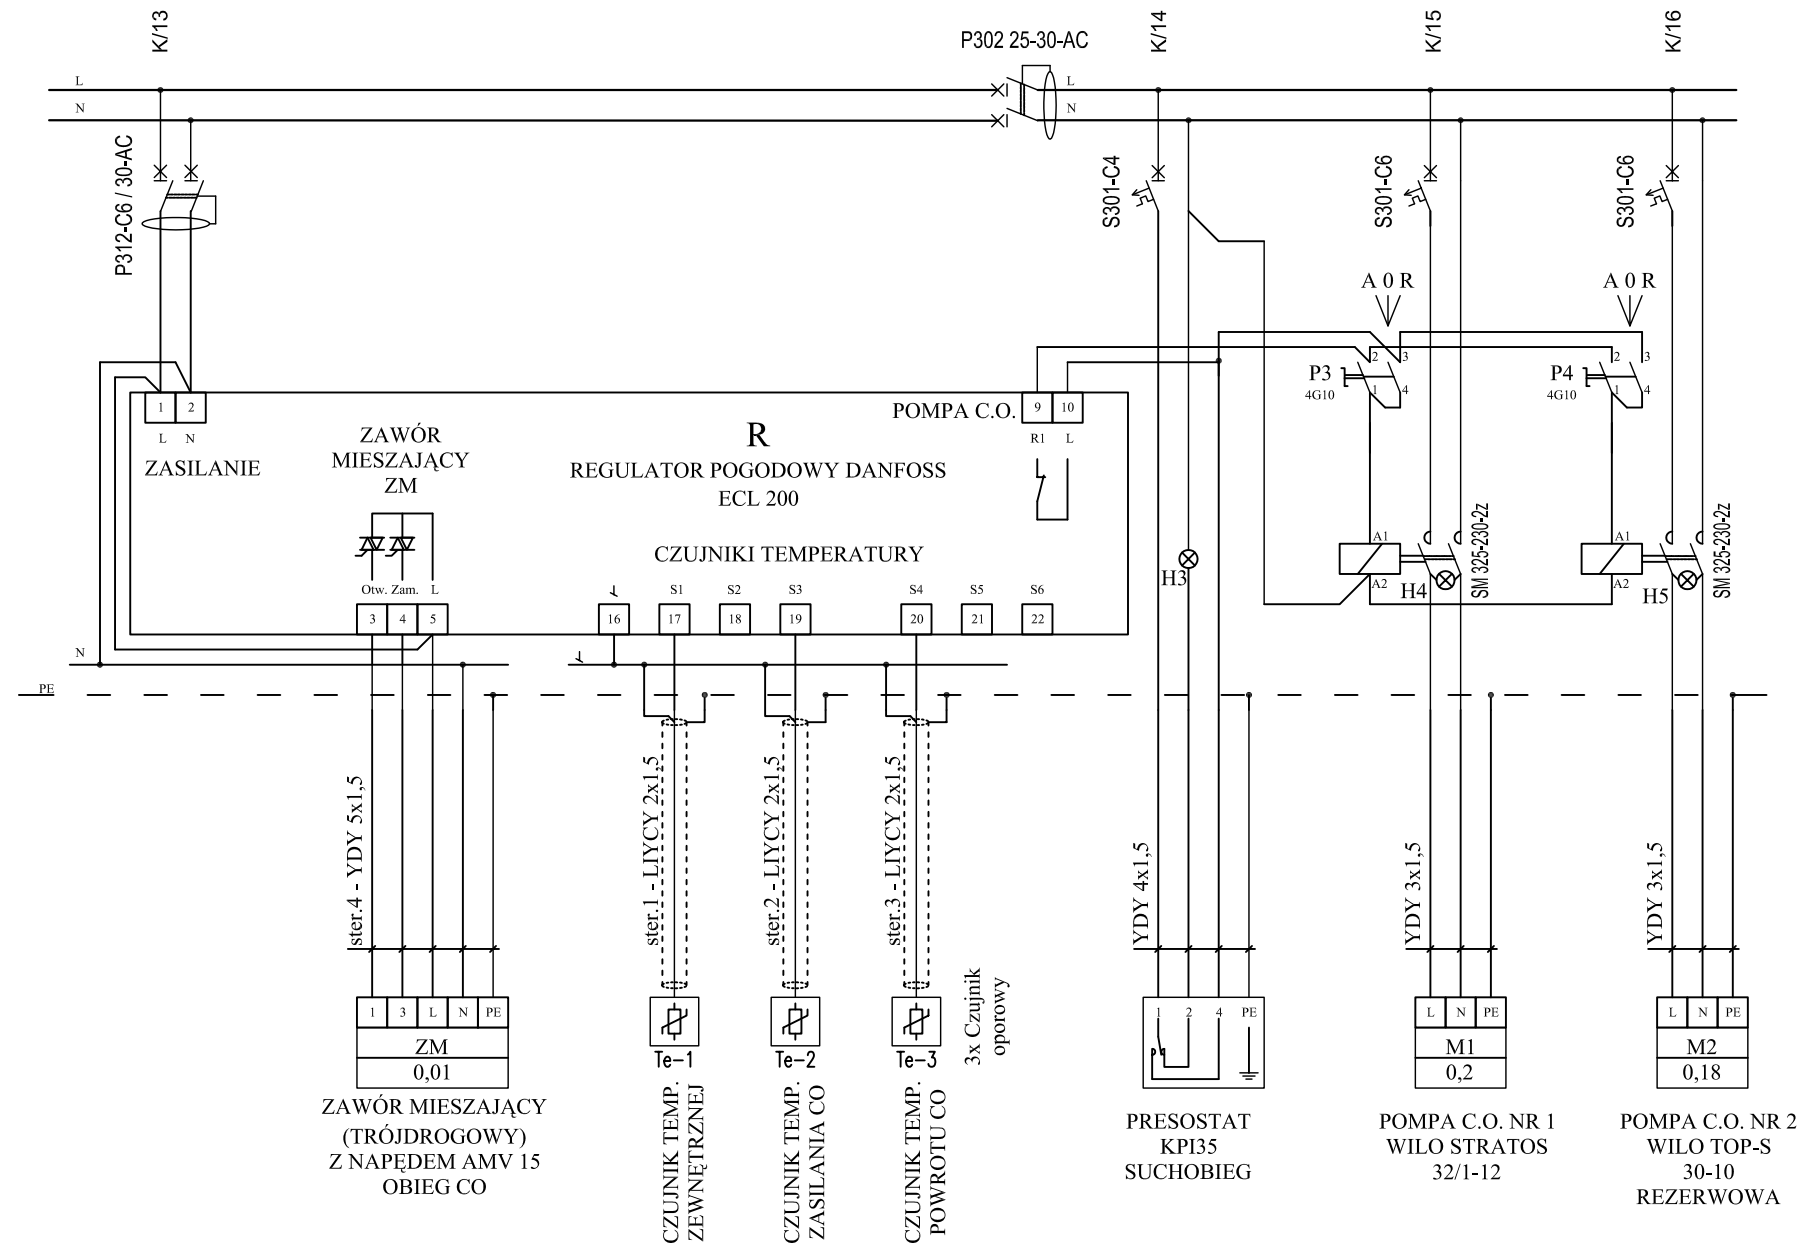 K/13
P302 25-30-AC
K/14
K/15
K/16
L
N
L
N
P312-C6 / 30-AC
S301-C4
S301-C6
S301-C6
A 0 R
A 0 R
2 3
P3
4G10
1 4
2 3
P4
4G10
1 4
1 2
L N
ZASILANIE
ZAWÓR
MIESZAJĄCY
ZM
R
REGULATOR POGODOWY DANFOSS
ECL 200
POMPA C.O.
9 10
R1 L
CZUJNIKI TEMPERATURY
Otw. Zam. L
3 4 5
S1 S2 S3 S4 S5 S6
16 17 18 19 20 21 22
H3
A1
A2
H4
SM 325-230-2z
A1
A2
H5
SM 325-230-2z
N
PE
ster.4 - YDY 5x1,5
ster.1 - LIYCY 2x1,5
ster.2 - LIYCY 2x1,5
ster.3 - LIYCY 2x1,5
YDY 4x1,5
YDY 3x1,5
YDY 3x1,5
1 3 L N PE
ZM
0,01
ZAWÓR MIESZAJĄCY
(TRÓJDROGOWY)
Z NAPĘDEM AMV 15
OBIEG CO
Te-1
CZUJNIK TEMP.
ZEWNĘTRZNEJ
Te-2
CZUJNIK TEMP.
ZASILANIA CO
Te-3
CZUJNIK TEMP.
POWROTU CO
3x Czujnik
oporowy
1 2 4 PE
PRESOSTAT
KPI35
SUCHOBIEG
L N PE
M1
0,2
POMPA C.O. NR 1
WILO STRATOS
32/1-12
L N PE
M2
0,18
POMPA C.O. NR 2
WILO TOP-S
30-10
REZERWOWA